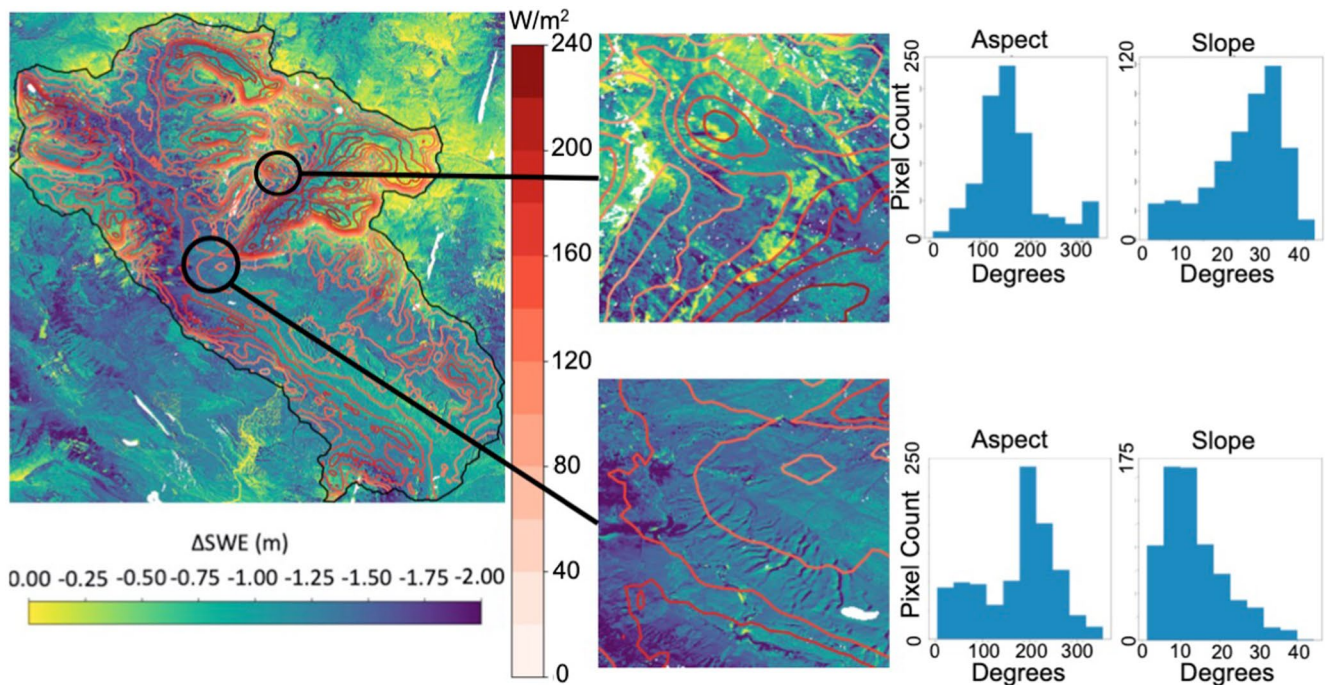 W/m²
240
200
160
120
80
40
0
ΔSWE (m)
0.00 -0.25 -0.50 -0.75 -1.00 -1.25 -1.50 -1.75 -2.00
Aspect
Pixel Count
250
0
0 100 200 300
Degrees
Slope
120
0
0 10 20 30 40
Degrees
Aspect
Pixel Count
250
0
0 100 200 300
Degrees
Slope
175
0
0 10 20 30 40
Degrees